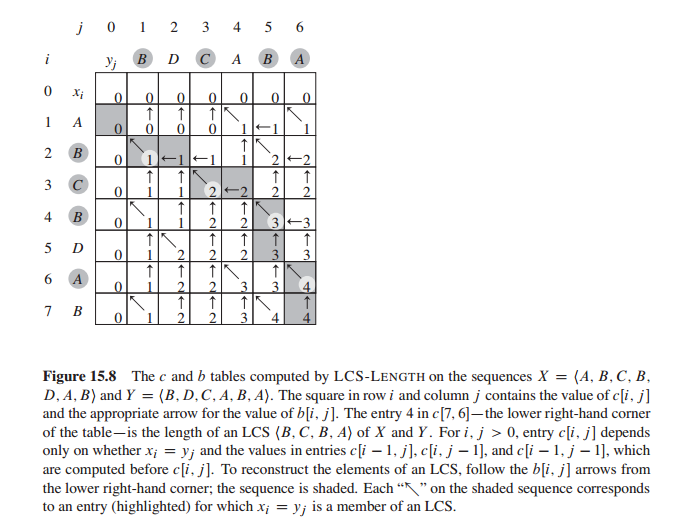 j 0 1 2 3 4 5 6
i yj B D C A B A
0 xi 0 0 0 0 0 0 0
1 A 0 ↑0 ↑0 ↑0 ↖1 ←1 ↖1
2 B 0 ↖1 ←1 ←1 ↑1 ↖2 ←2
3 C 0 ↑1 ↑1 ↖2 ←2 ↑2 ↑2
4 B 0 ↖1 ↑1 ↑2 ↑2 ↖3 ←3
5 D 0 ↑1 ↖2 ↑2 ↑2 ↑3 ↑3
6 A 0 ↑1 ↑2 ↑2 ↖3 ↑3 ↖4
7 B 0 ↖1 ↑2 ↑2 ↑3 ↖4 ↑4
Figure 15.8 The c and b tables computed by LCS-LENGTH on the sequences X = ⟨A, B, C, B,
D, A, B⟩ and Y = ⟨B, D, C, A, B, A⟩. The square in row i and column j contains the value of c[i, j]
and the appropriate arrow for the value of b[i, j]. The entry 4 in c[7, 6]—the lower right-hand corner
of the table—is the length of an LCS ⟨B, C, B, A⟩ of X and Y. For i, j > 0, entry c[i, j] depends
only on whether xi = yj and the values in entries c[i − 1, j], c[i, j − 1], and c[i − 1, j − 1], which
are computed before c[i, j]. To reconstruct the elements of an LCS, follow the b[i, j] arrows from
the lower right-hand corner; the sequence is shaded. Each “↖” on the shaded sequence corresponds
to an entry (highlighted) for which xi = yj is a member of an LCS.